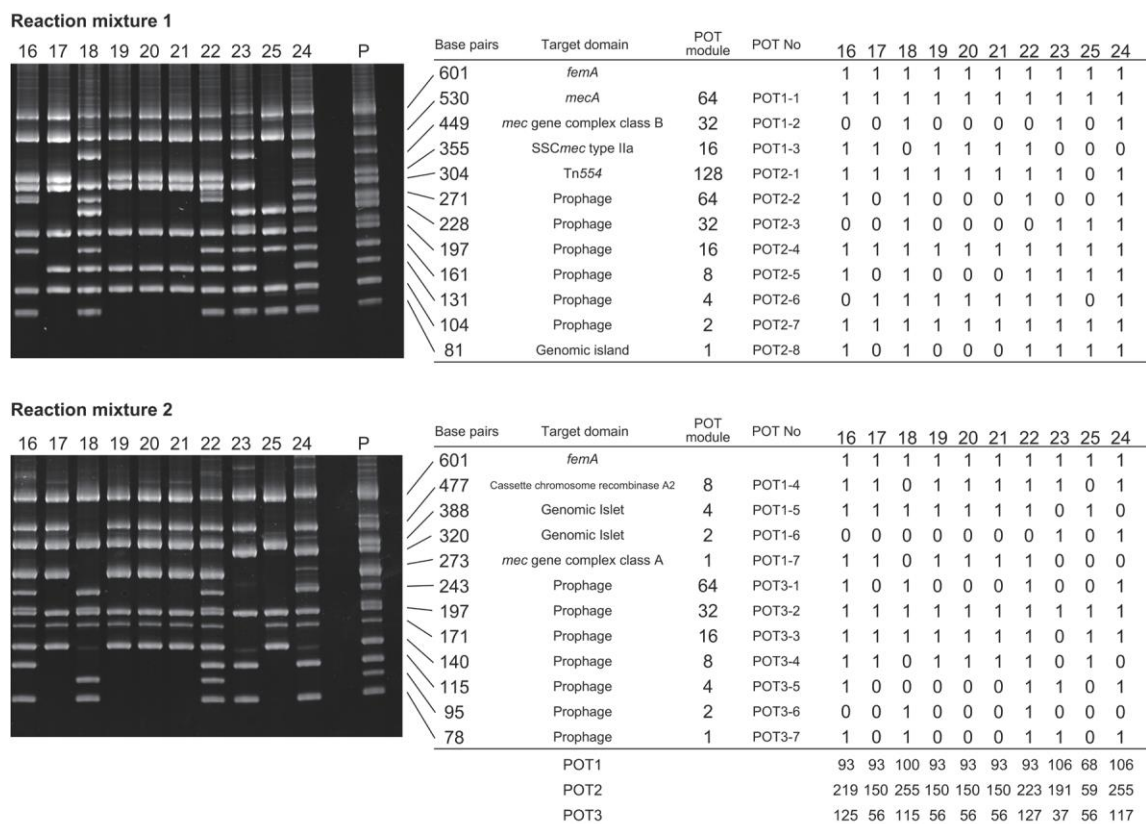 Reaction mixture 1
16 17 18 19 20 21 22 23 25 24 P
Base pairs Target domain POT module POT No 16 17 18 19 20 21 22 23 25 24
601 femA 1 1 1 1 1 1 1 1 1 1
530 mecA 64 POT1-1 1 1 1 1 1 1 1 1 1 1
449 mec gene complex class B 32 POT1-2 0 0 1 0 0 0 0 1 0 1
355 SSCmec type IIa 16 POT1-3 1 1 0 1 1 1 1 0 0 0
304 Tn554 128 POT2-1 1 1 1 1 1 1 1 1 0 1
271 Prophage 64 POT2-2 1 0 1 0 0 0 1 0 0 1
228 Prophage 32 POT2-3 0 0 1 0 0 0 0 1 1 1
197 Prophage 16 POT2-4 1 1 1 1 1 1 1 1 1 1
161 Prophage 8 POT2-5 1 0 1 0 0 0 1 1 1 1
131 Prophage 4 POT2-6 0 1 1 1 1 1 1 1 0 1
104 Prophage 2 POT2-7 1 1 1 1 1 1 1 1 1 1
81 Genomic island 1 POT2-8 1 0 1 0 0 0 1 1 1 1
Reaction mixture 2
16 17 18 19 20 21 22 23 25 24 P
Base pairs Target domain POT module POT No 16 17 18 19 20 21 22 23 25 24
601 femA 1 1 1 1 1 1 1 1 1 1
477 Cassette chromosome recombinase A2 8 POT1-4 1 1 0 1 1 1 1 1 0 1
388 Genomic Islet 4 POT1-5 1 1 1 1 1 1 1 0 1 0
320 Genomic Islet 2 POT1-6 0 0 0 0 0 0 0 1 0 1
273 mec gene complex class A 1 POT1-7 1 1 0 1 1 1 1 0 0 0
243 Prophage 64 POT3-1 1 0 1 0 0 0 1 0 0 1
197 Prophage 32 POT3-2 1 1 1 1 1 1 1 1 1 1
171 Prophage 16 POT3-3 1 1 1 1 1 1 1 0 1 1
140 Prophage 8 POT3-4 1 1 0 1 1 1 1 0 1 0
115 Prophage 4 POT3-5 1 0 0 0 0 0 1 1 0 1
95 Prophage 2 POT3-6 0 0 1 0 0 0 1 0 0 0
78 Prophage 1 POT3-7 1 0 1 0 0 0 1 1 0 1
POT1 93 93 100 93 93 93 93 106 68 106
POT2 219 150 255 150 150 150 223 191 59 255
POT3 125 56 115 56 56 56 127 37 56 117